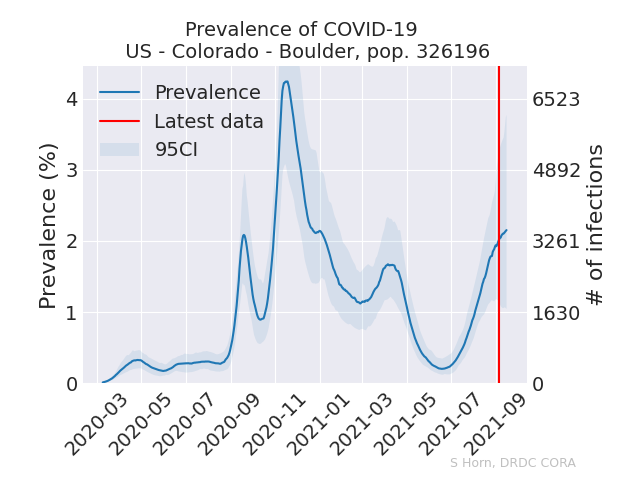 Prevalence of COVID-19
US - Colorado - Boulder, pop. 326196
Prevalence
Latest data
95CI
Prevalence (%)
4
3
2
1
0
6523
4892
3261
1630
0
# of infections
2020-03
2020-05
2020-07
2020-09
2020-11
2021-01
2021-03
2021-05
2021-07
2021-09
S Horn, DRDC CORA